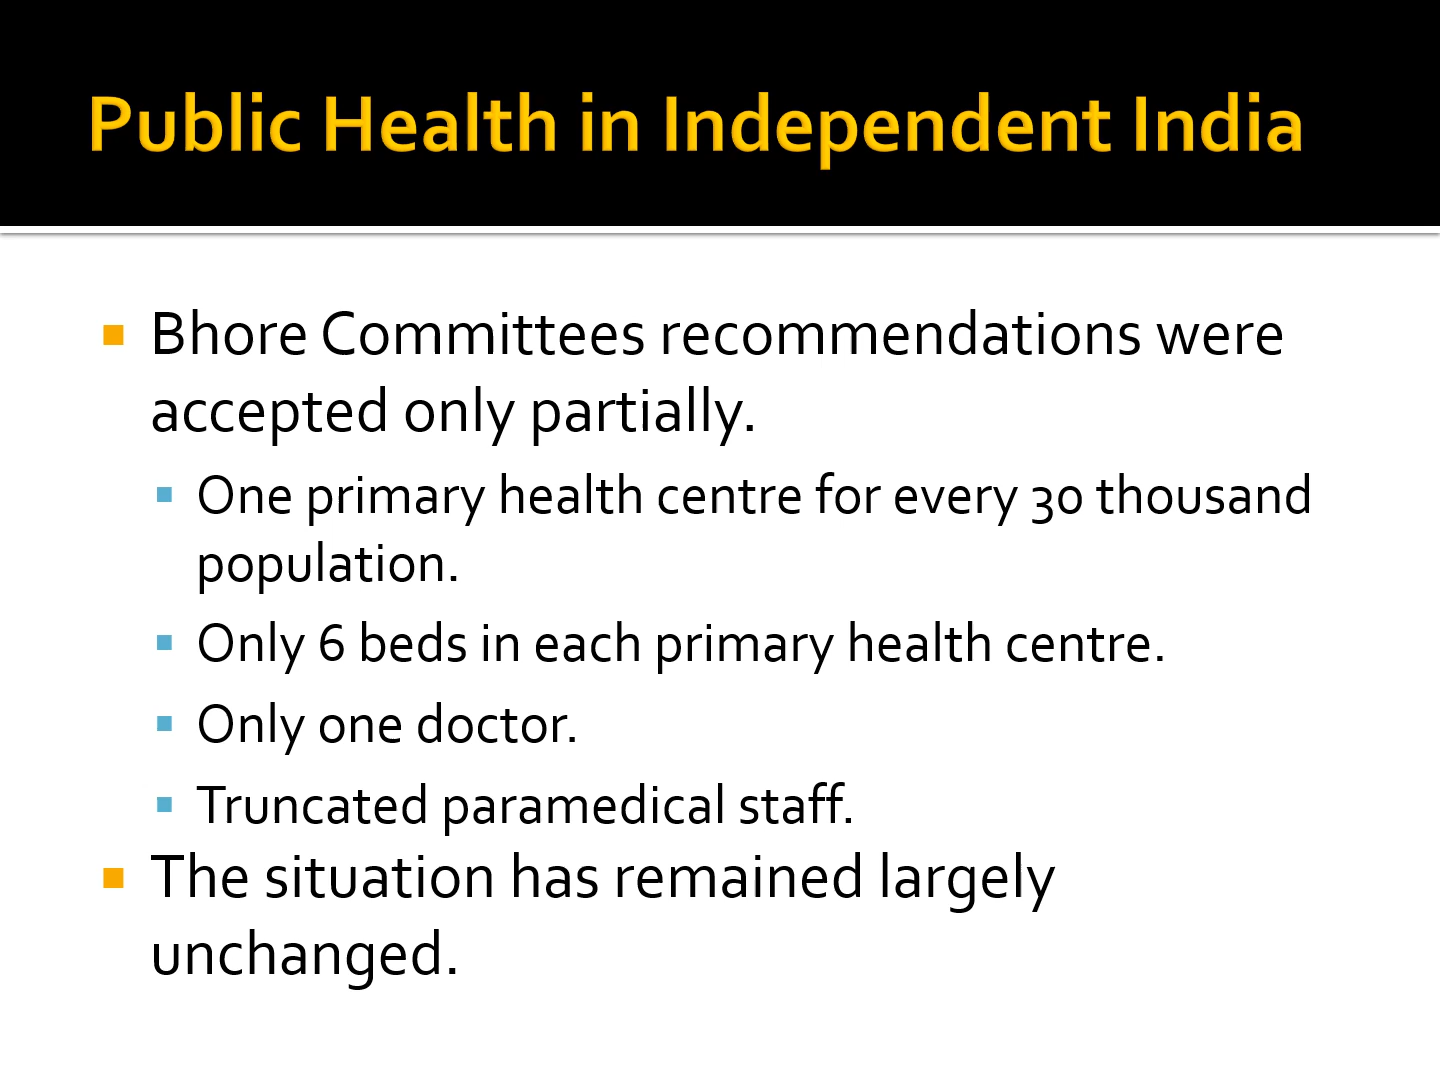 Public Health in Independent India
Bhore Committees recommendations were
accepted only partially.
One primary health centre for every 30 thousand
population.
Only 6 beds in each primary health centre.
Only one doctor.
Truncated paramedical staff.
The situation has remained largely
unchanged.